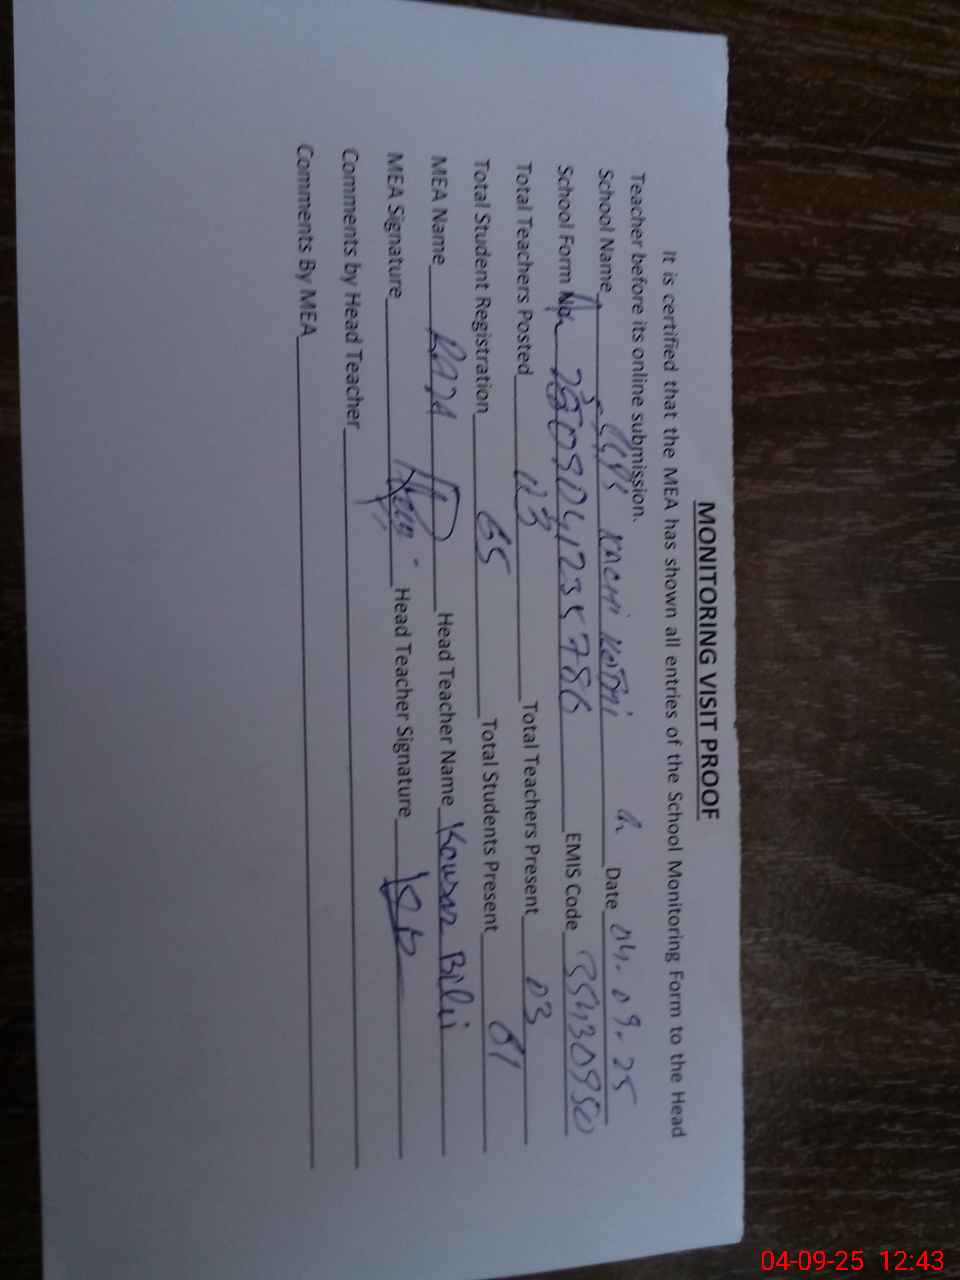 MONITORING VISIT PROOF
It is certified that the MEA has shown all entries of the School Monitoring Form to the Head
Teacher before its online submission.
School Name KACHI KOTHI Date 04.09.25
School Form No. EMIS Code 35430950
Total Teachers Posted 03 Total Teachers Present 03
Total Student Registration 65 Total Students Present 61
MEA Name RAZA Head Teacher Name Kousar Bibi
MEA Signature Head Teacher Signature KB
Comments by Head Teacher
Comments By MEA
04-09-25 12:43